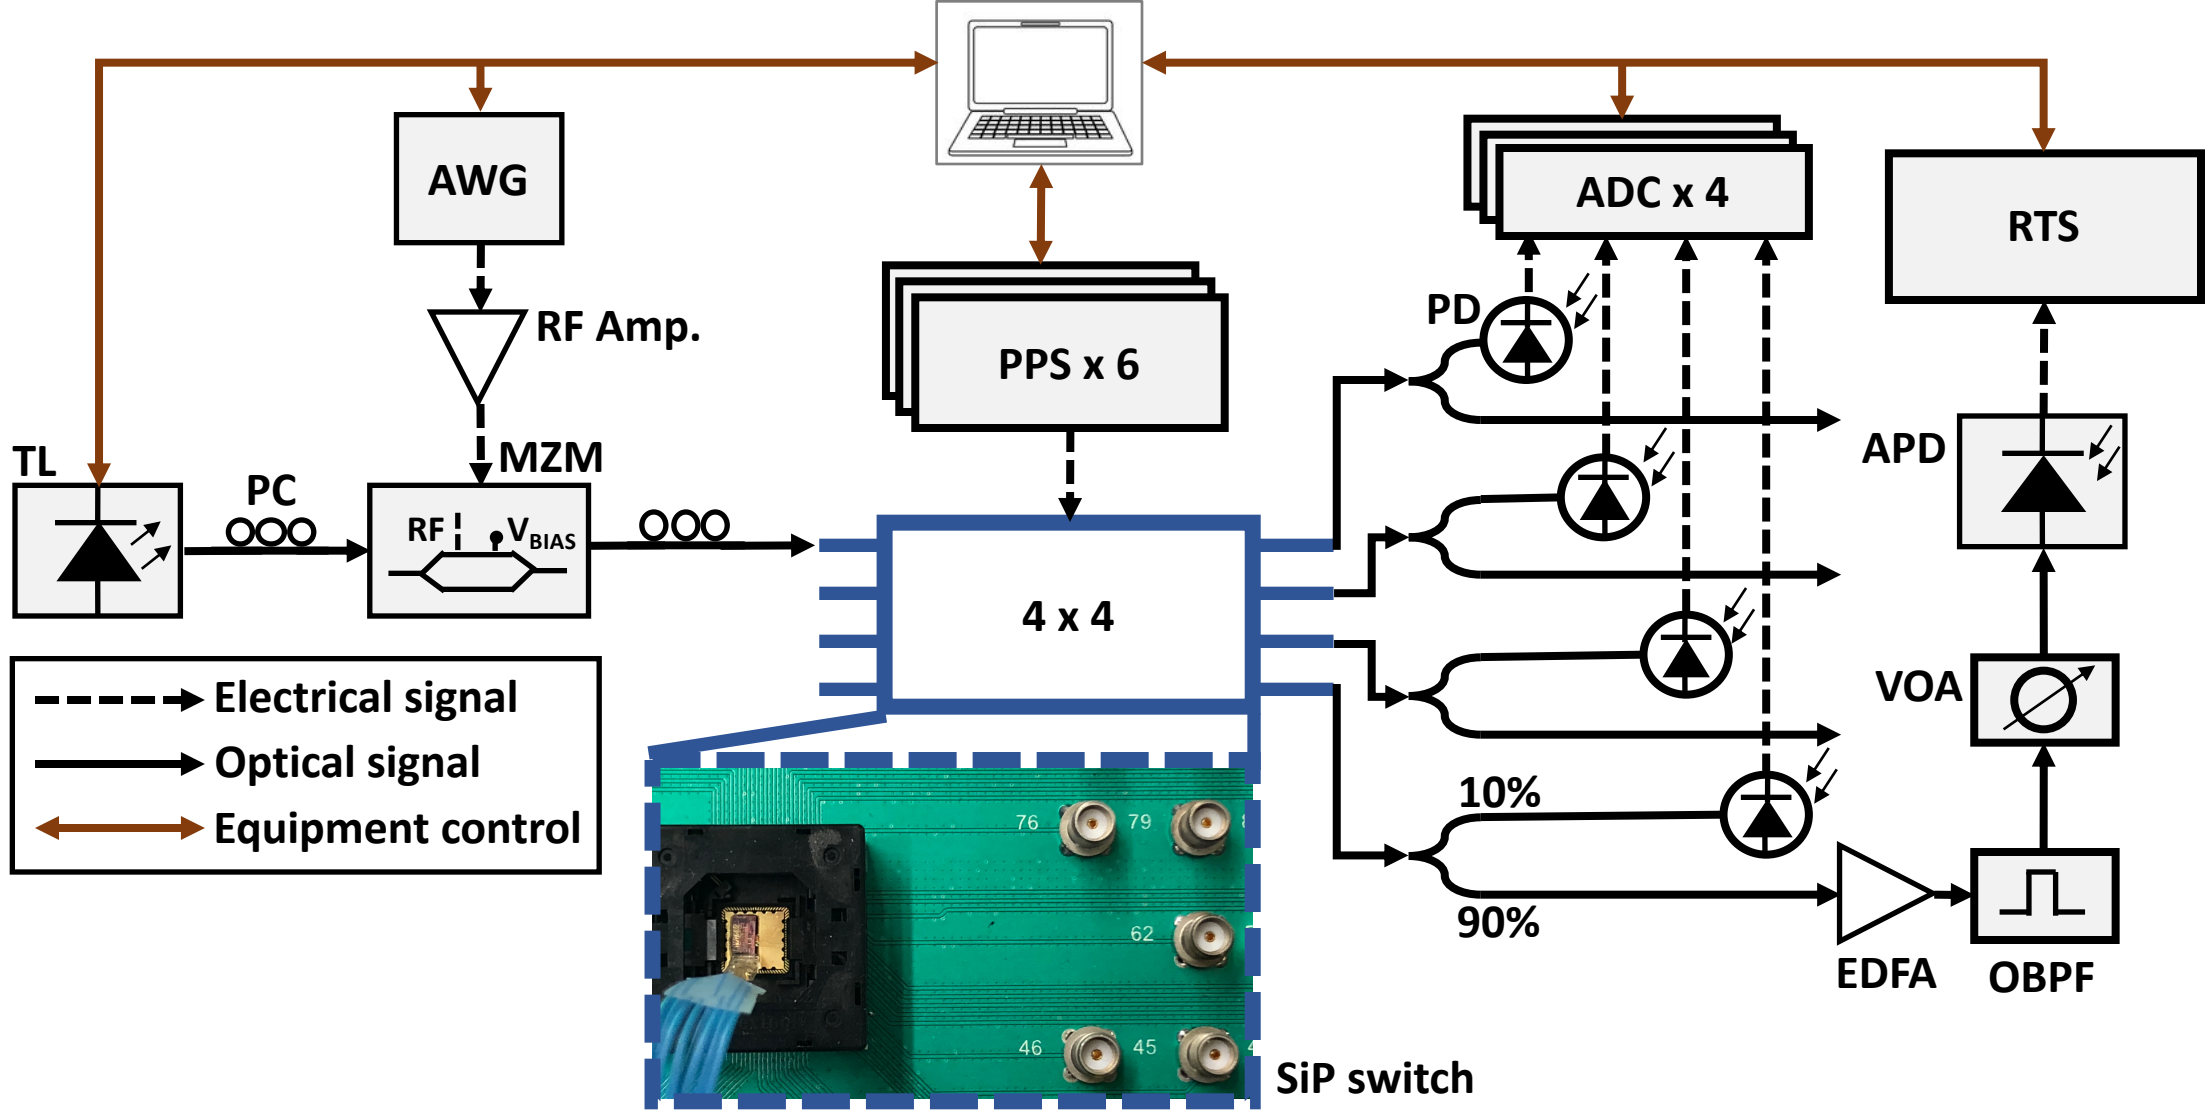 AWG
RF Amp.
TL
PC
MZM
RF
V BIAS
PPS x 6
4 x 4
ADC x 4
PD
RTS
APD
VOA
10%
90%
EDFA
OBPF
Electrical signal
Optical signal
Equipment control
76
79
62
46
45
SiP switch